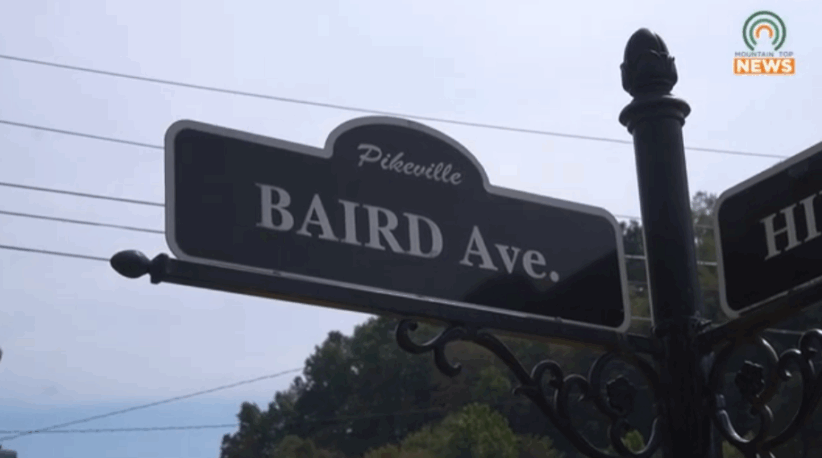 MOUNTAIN TOP
NEWS
Pikeville
BAIRD Ave.